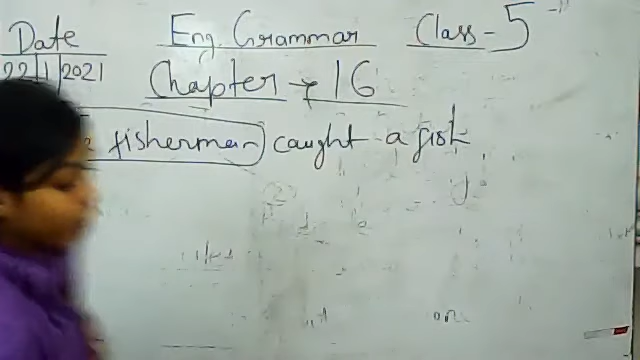 Date Eng. Grammar Class - 5
22/1/2021 Chapter - 16
fisherman caught a fish